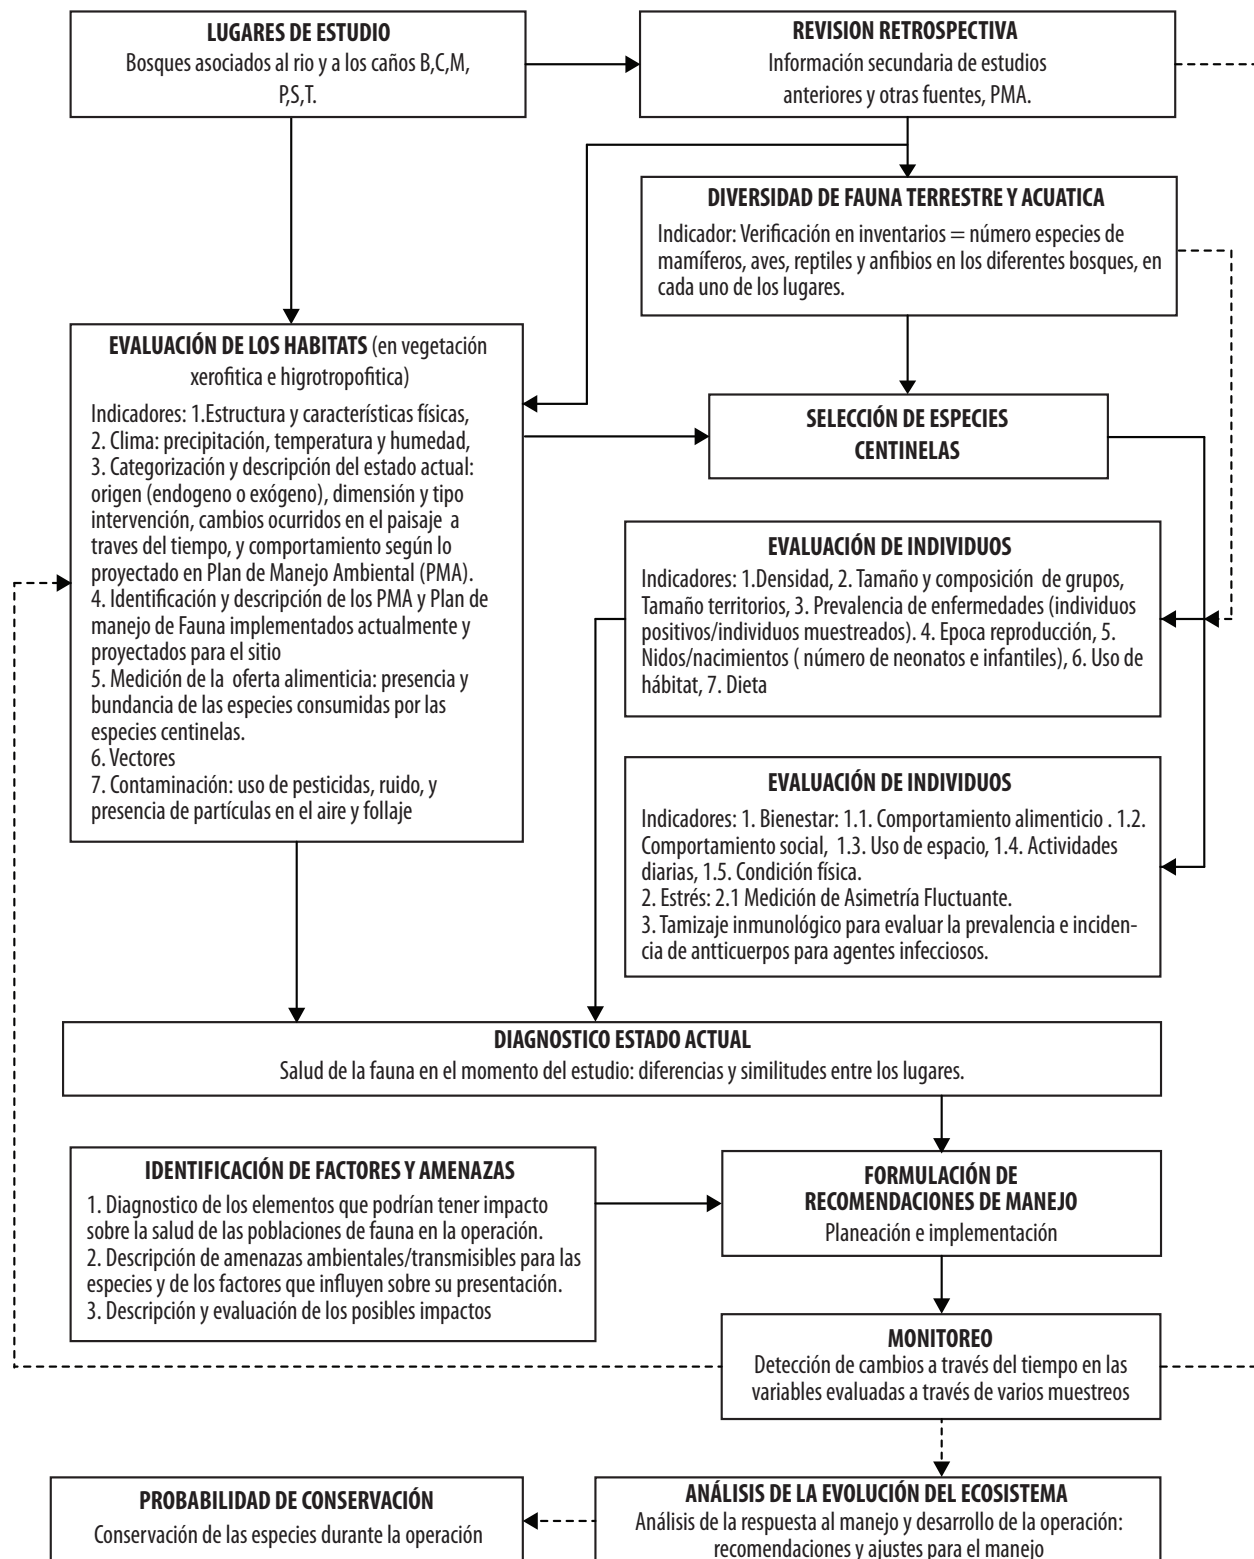 LUGARES DE ESTUDIO
Bosques asociados al rio y a los caños B,C,M,
P,S,T.
REVISION RETROSPECTIVA
Información secundaria de estudios
anteriores y otras fuentes, PMA.
DIVERSIDAD DE FAUNA TERRESTRE Y ACUATICA
Indicador: Verificación en inventarios = número especies de
mamíferos, aves, reptiles y anfibios en los diferentes bosques, en
cada uno de los lugares.
EVALUACIÓN DE LOS HABITATS (en vegetación
xerofitica e higrotropofitica)
Indicadores: 1.Estructura y características físicas,
2. Clima: precipitación, temperatura y humedad,
3. Categorización y descripción del estado actual:
origen (endogeno o exógeno), dimensión y tipo
intervención, cambios ocurridos en el paisaje a
traves del tiempo, y comportamiento según lo
proyectado en Plan de Manejo Ambiental (PMA).
4. Identificación y descripción de los PMA y Plan de
manejo de Fauna implementados actualmente y
proyectados para el sitio
5. Medición de la oferta alimenticia: presencia y
bundancia de las especies consumidas por las
especies centinelas.
6. Vectores
7. Contaminación: uso de pesticidas, ruido, y
presencia de partículas en el aire y follaje
SELECCIÓN DE ESPECIES
CENTINELAS
EVALUACIÓN DE INDIVIDUOS
Indicadores: 1.Densidad, 2. Tamaño y composición de grupos,
Tamaño territorios, 3. Prevalencia de enfermedades (individuos
positivos/individuos muestreados). 4. Epoca reproducción, 5.
Nidos/nacimientos ( número de neonatos e infantiles), 6. Uso de
hábitat, 7. Dieta
EVALUACIÓN DE INDIVIDUOS
Indicadores: 1. Bienestar: 1.1. Comportamiento alimenticio . 1.2.
Comportamiento social, 1.3. Uso de espacio, 1.4. Actividades
diarias, 1.5. Condición física.
2. Estrés: 2.1 Medición de Asimetría Fluctuante.
3. Tamizaje inmunológico para evaluar la prevalencia e inciden-
cia de antticuerpos para agentes infecciosos.
DIAGNOSTICO ESTADO ACTUAL
Salud de la fauna en el momento del estudio: diferencias y similitudes entre los lugares.
IDENTIFICACIÓN DE FACTORES Y AMENAZAS
1. Diagnostico de los elementos que podrían tener impacto
sobre la salud de las poblaciones de fauna en la operación.
2. Descripción de amenazas ambientales/transmisibles para las
especies y de los factores que influyen sobre su presentación.
3. Descripción y evaluación de los posibles impactos
FORMULACIÓN DE
RECOMENDACIONES DE MANEJO
Planeación e implementación
MONITOREO
Detección de cambios a través del tiempo en las
variables evaluadas a través de varios muestreos
PROBABILIDAD DE CONSERVACIÓN
Conservación de las especies durante la operación
ANÁLISIS DE LA EVOLUCIÓN DEL ECOSISTEMA
Análisis de la respuesta al manejo y desarrollo de la operación:
recomendaciones y ajustes para el manejo